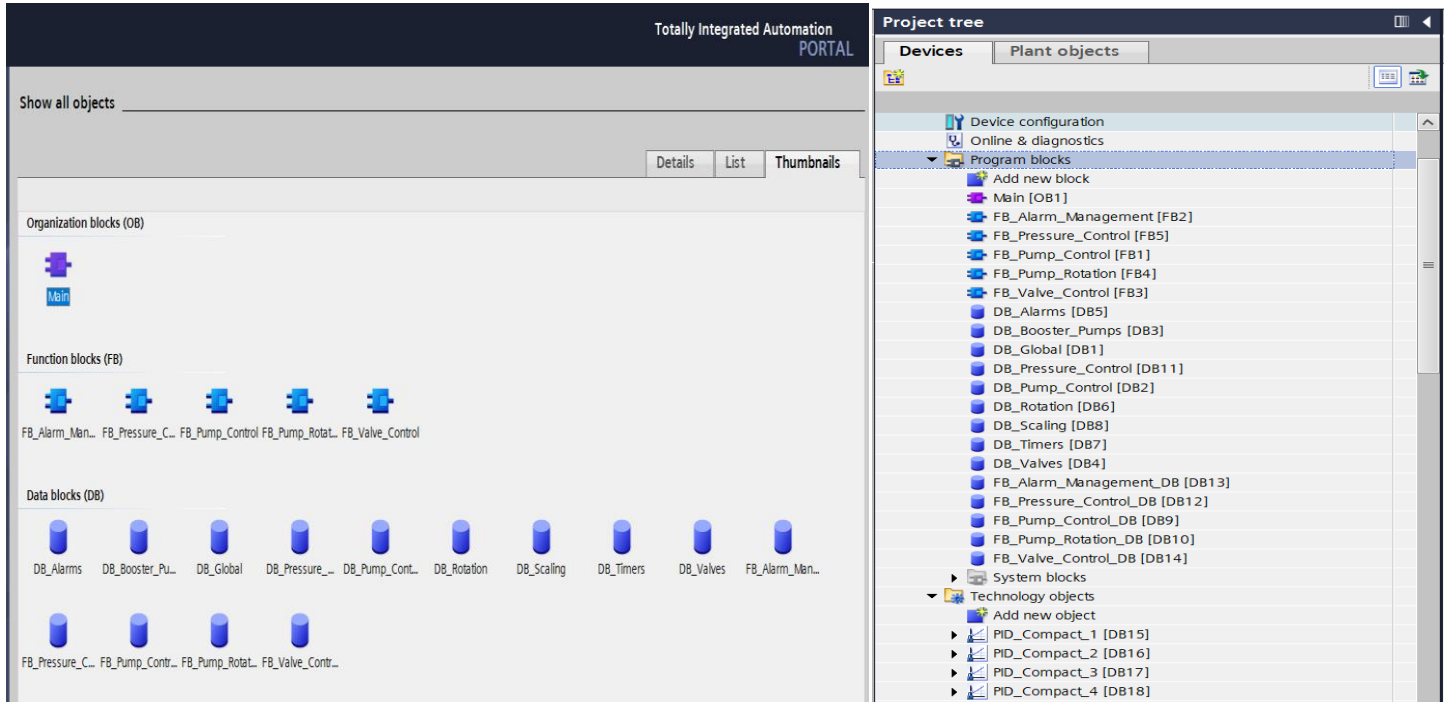 Totally Integrated Automation
PORTAL
Show all objects
Details List Thumbnails
Organization blocks (OB)
Main
Function blocks (FB)
FB_Alarm_Man... FB_Pressure_C... FB_Pump_Control FB_Pump_Rotat... FB_Valve_Control
Data blocks (DB)
DB_Alarms DB_Booster_Pu... DB_Global DB_Pressure_... DB_Pump_Cont... DB_Rotation DB_Scaling DB_Timers DB_Valves FB_Alarm_Man...
FB_Pressure_C... FB_Pump_Contr... FB_Pump_Rotat... FB_Valve_Contr...
Project tree
Devices Plant objects
Device configuration
Online & diagnostics
Program blocks
Add new block
Main [OB1]
FB_Alarm_Management [FB2]
FB_Pressure_Control [FB5]
FB_Pump_Control [FB1]
FB_Pump_Rotation [FB4]
FB_Valve_Control [FB3]
DB_Alarms [DB5]
DB_Booster_Pumps [DB3]
DB_Global [DB1]
DB_Pressure_Control [DB11]
DB_Pump_Control [DB2]
DB_Rotation [DB6]
DB_Scaling [DB8]
DB_Timers [DB7]
DB_Valves [DB4]
FB_Alarm_Management_DB [DB13]
FB_Pressure_Control_DB [DB12]
FB_Pump_Control_DB [DB9]
FB_Pump_Rotation_DB [DB10]
FB_Valve_Control_DB [DB14]
System blocks
Technology objects
Add new object
PID_Compact_1 [DB15]
PID_Compact_2 [DB16]
PID_Compact_3 [DB17]
PID_Compact_4 [DB18]